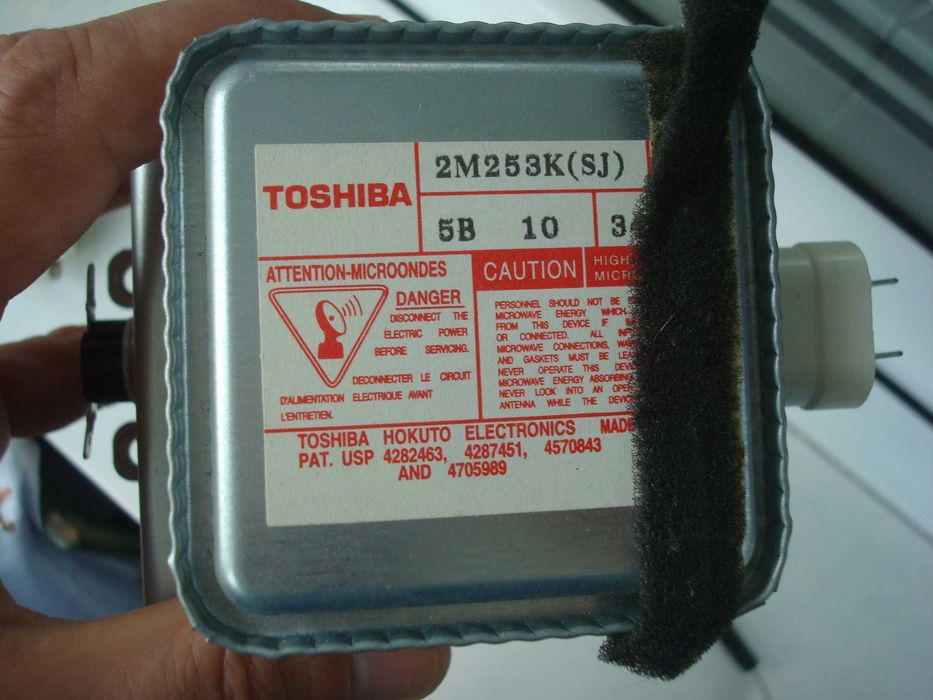 TOSHIBA
2M253K(SJ)
5B 10
ATTENTION-MICROONDES
DANGER
DISCONNECT THE
ELECTRIC POWER
BEFORE SERVICING.
DECONNECTER LE CIRCUIT
D'ALIMENTATION ELECTRIQUE AVANT
L'ENTRETIEN.
CAUTION
HIGH
PERSONNEL SHOULD NOT BE
MICROWAVE ENERGY WHICH
FROM THIS DEVICE IF
OR CONNECTED. ALL
MICROWAVE CONNECTIONS,
AND GASKETS MUST BE
NEVER OPERATE THIS
MICROWAVE ENERGY ABSORBING
NEVER LOOK INTO AN
ANTENNA WHILE THE
TOSHIBA HOKUTO ELECTRONICS MADE
PAT. USP 4282463, 4287451, 4570843
AND 4705989